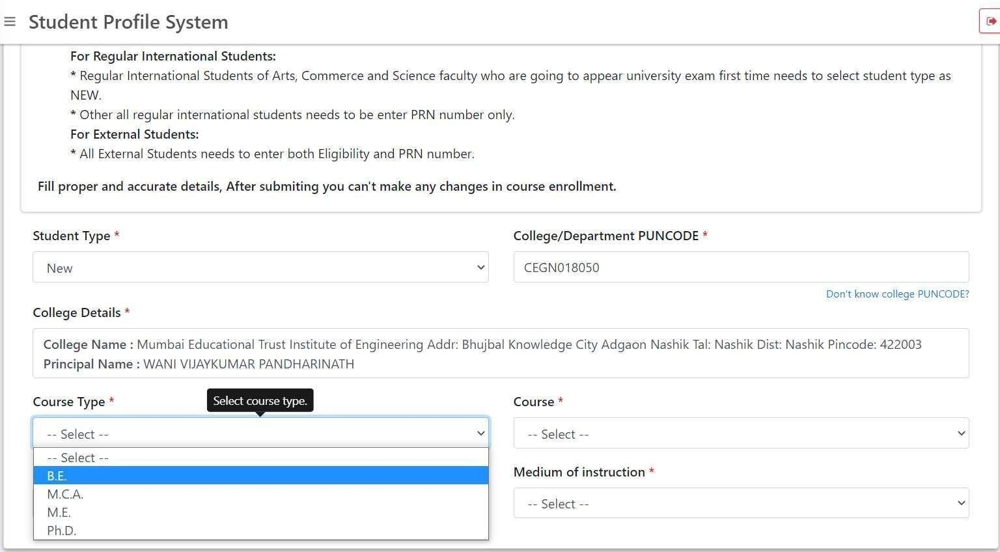 Student Profile System
For Regular International Students:
* Regular International Students of Arts, Commerce and Science faculty who are going to appear university exam first time needs to select student type as
NEW.
* Other all regular international students needs to be enter PRN number only.
For External Students:
* All External Students needs to enter both Eligibility and PRN number.
Fill proper and accurate details, After submiting you can't make any changes in course enrollment.
Student Type *
New
College/Department PUNCODE *
CEGN018050
Don't know college PUNCODE?
College Details *
College Name : Mumbai Educational Trust Institute of Engineering Addr: Bhujbal Knowledge City Adgaon Nashik Tal: Nashik Dist: Nashik Pincode: 422003
Principal Name : WANI VIJAYKUMAR PANDHARINATH
Course Type *
Select course type.
-- Select --
-- Select --
B.E.
M.C.A.
M.E.
Ph.D.
Course *
-- Select --
Medium of instruction *
-- Select --